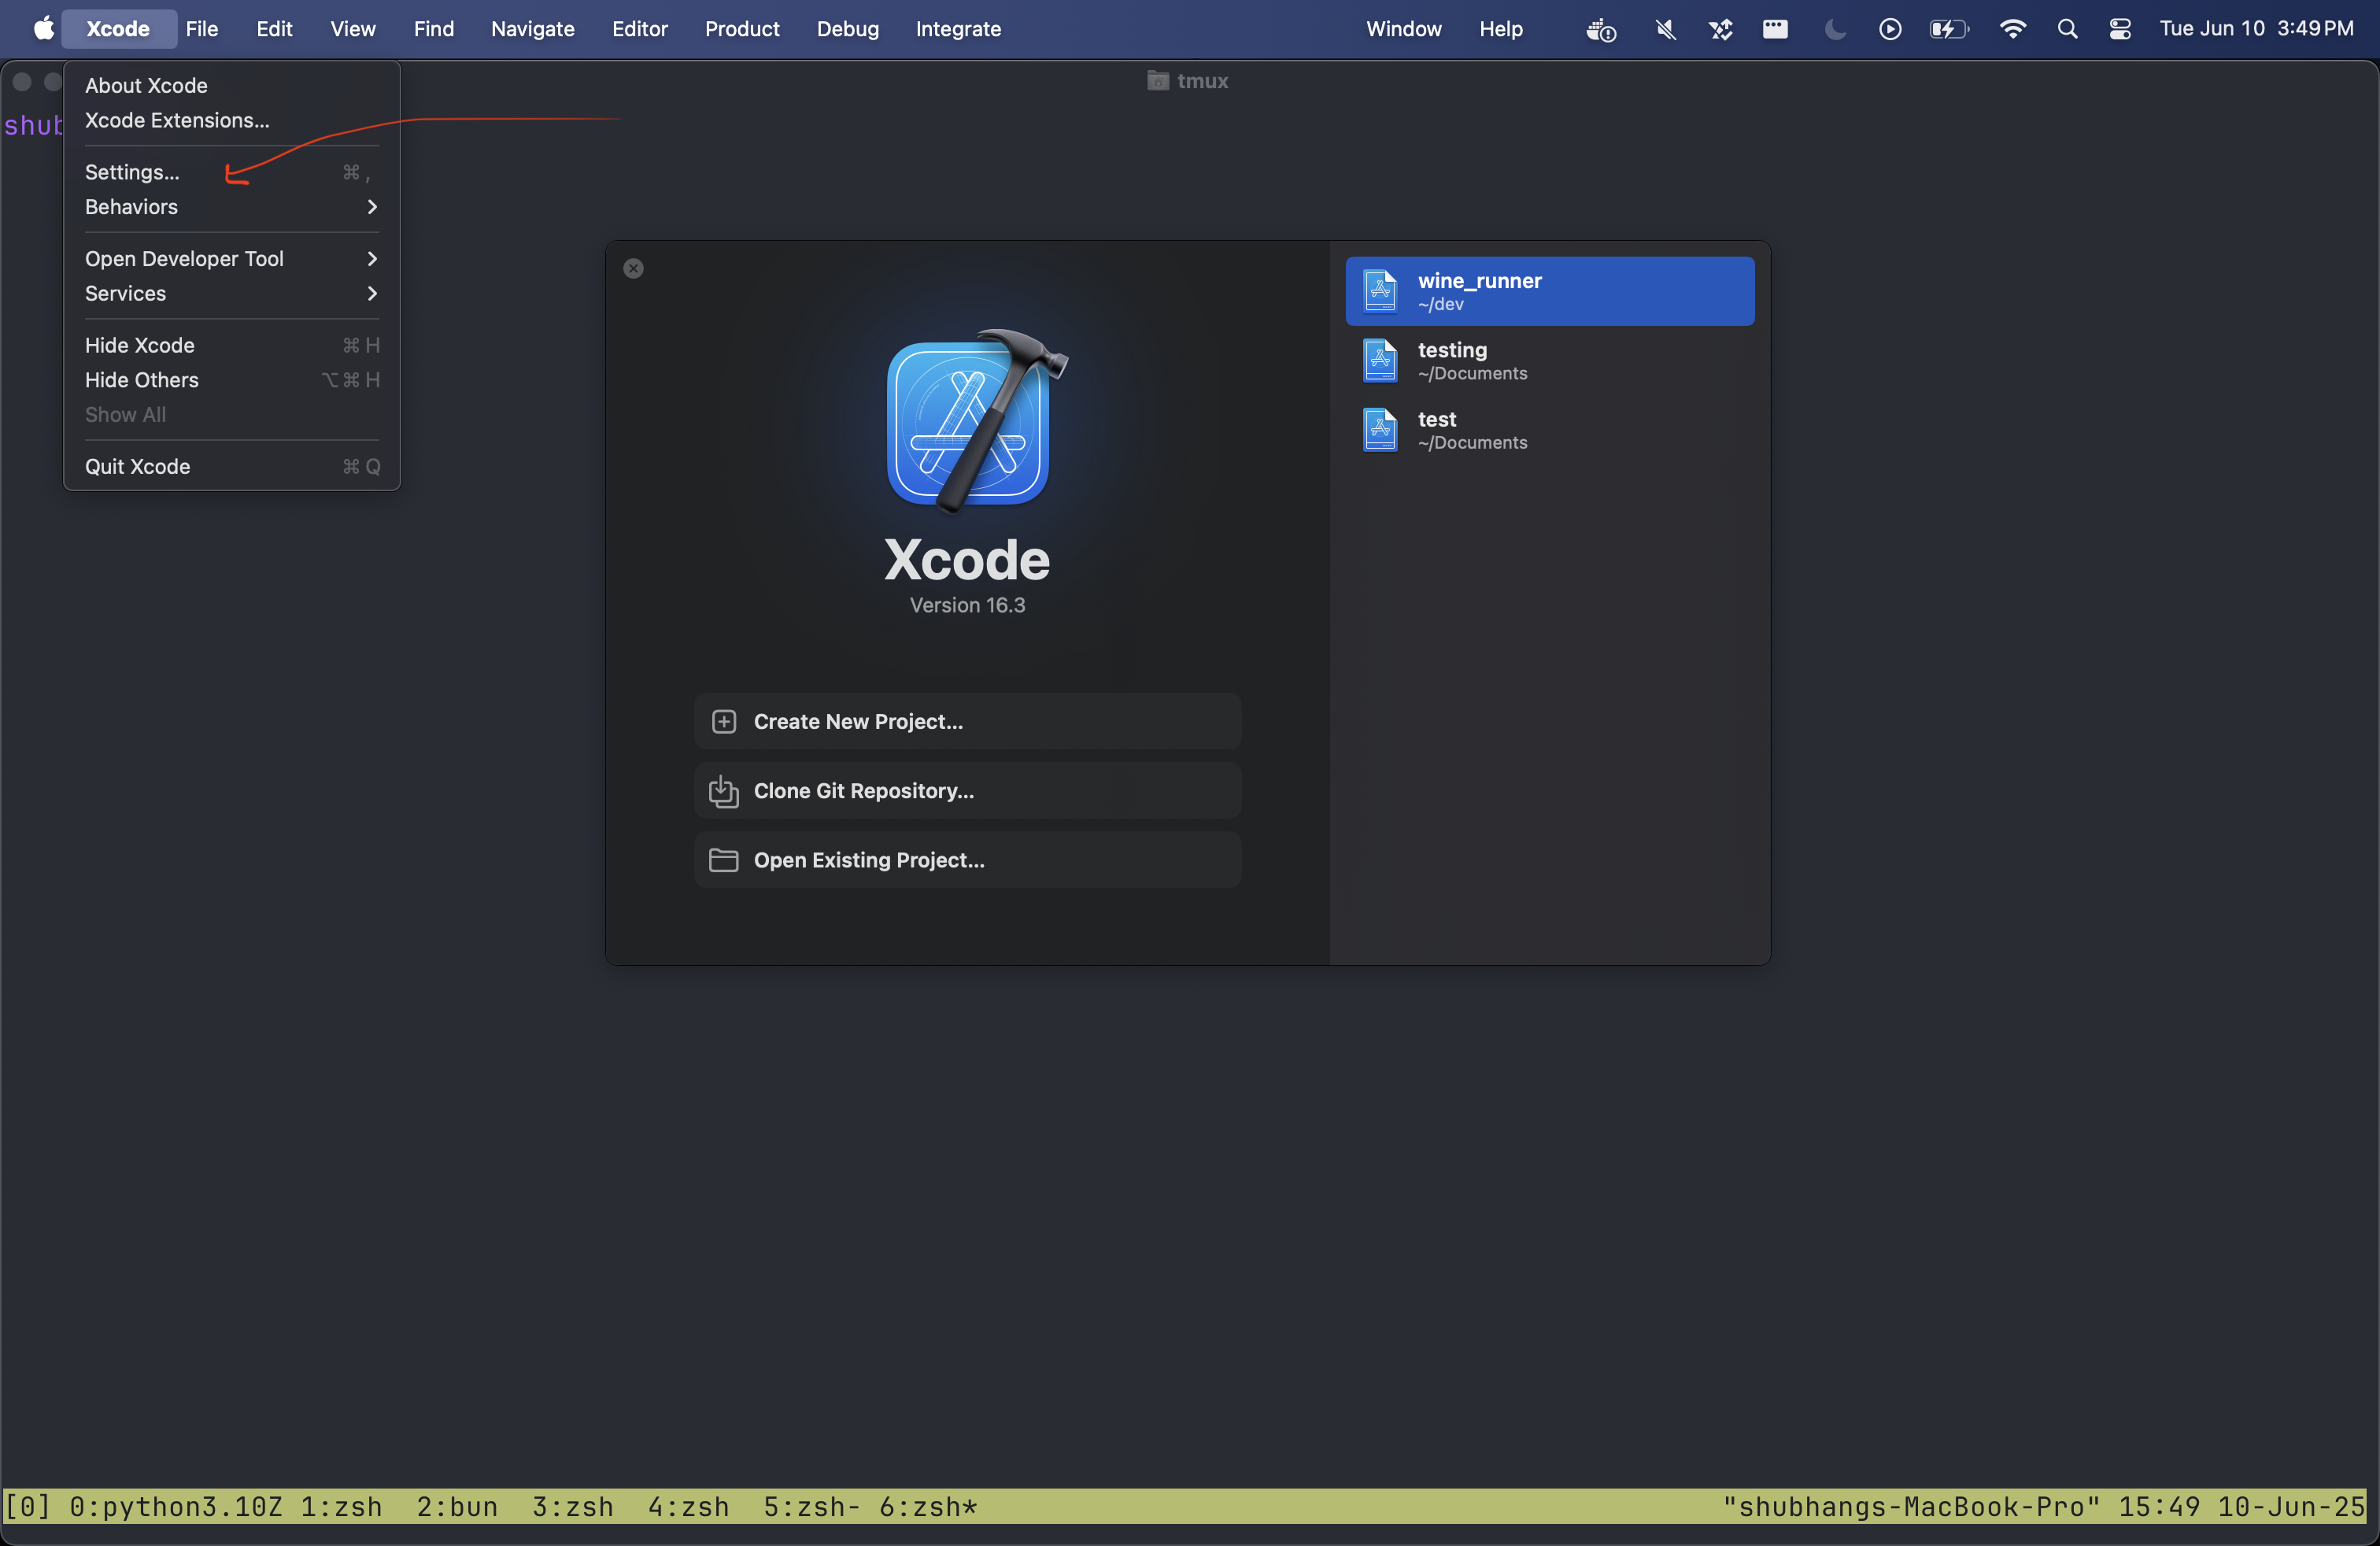 Xcode File Edit View Find Navigate Editor Product Debug Integrate Window Help Tue Jun 10 3:49 PM
tmux
shub
About Xcode
Xcode Extensions...
Settings... ⌘ ,
Behaviors
Open Developer Tool
Services
Hide Xcode ⌘ H
Hide Others ⌥ ⌘ H
Show All
Quit Xcode ⌘ Q
Xcode
Version 16.3
Create New Project...
Clone Git Repository...
Open Existing Project...
wine_runner
~/dev
testing
~/Documents
test
~/Documents
[0] 0:python3.10Z 1:zsh 2:bun 3:zsh 4:zsh 5:zsh- 6:zsh* "shubhangs-MacBook-Pro" 15:49 10-Jun-25